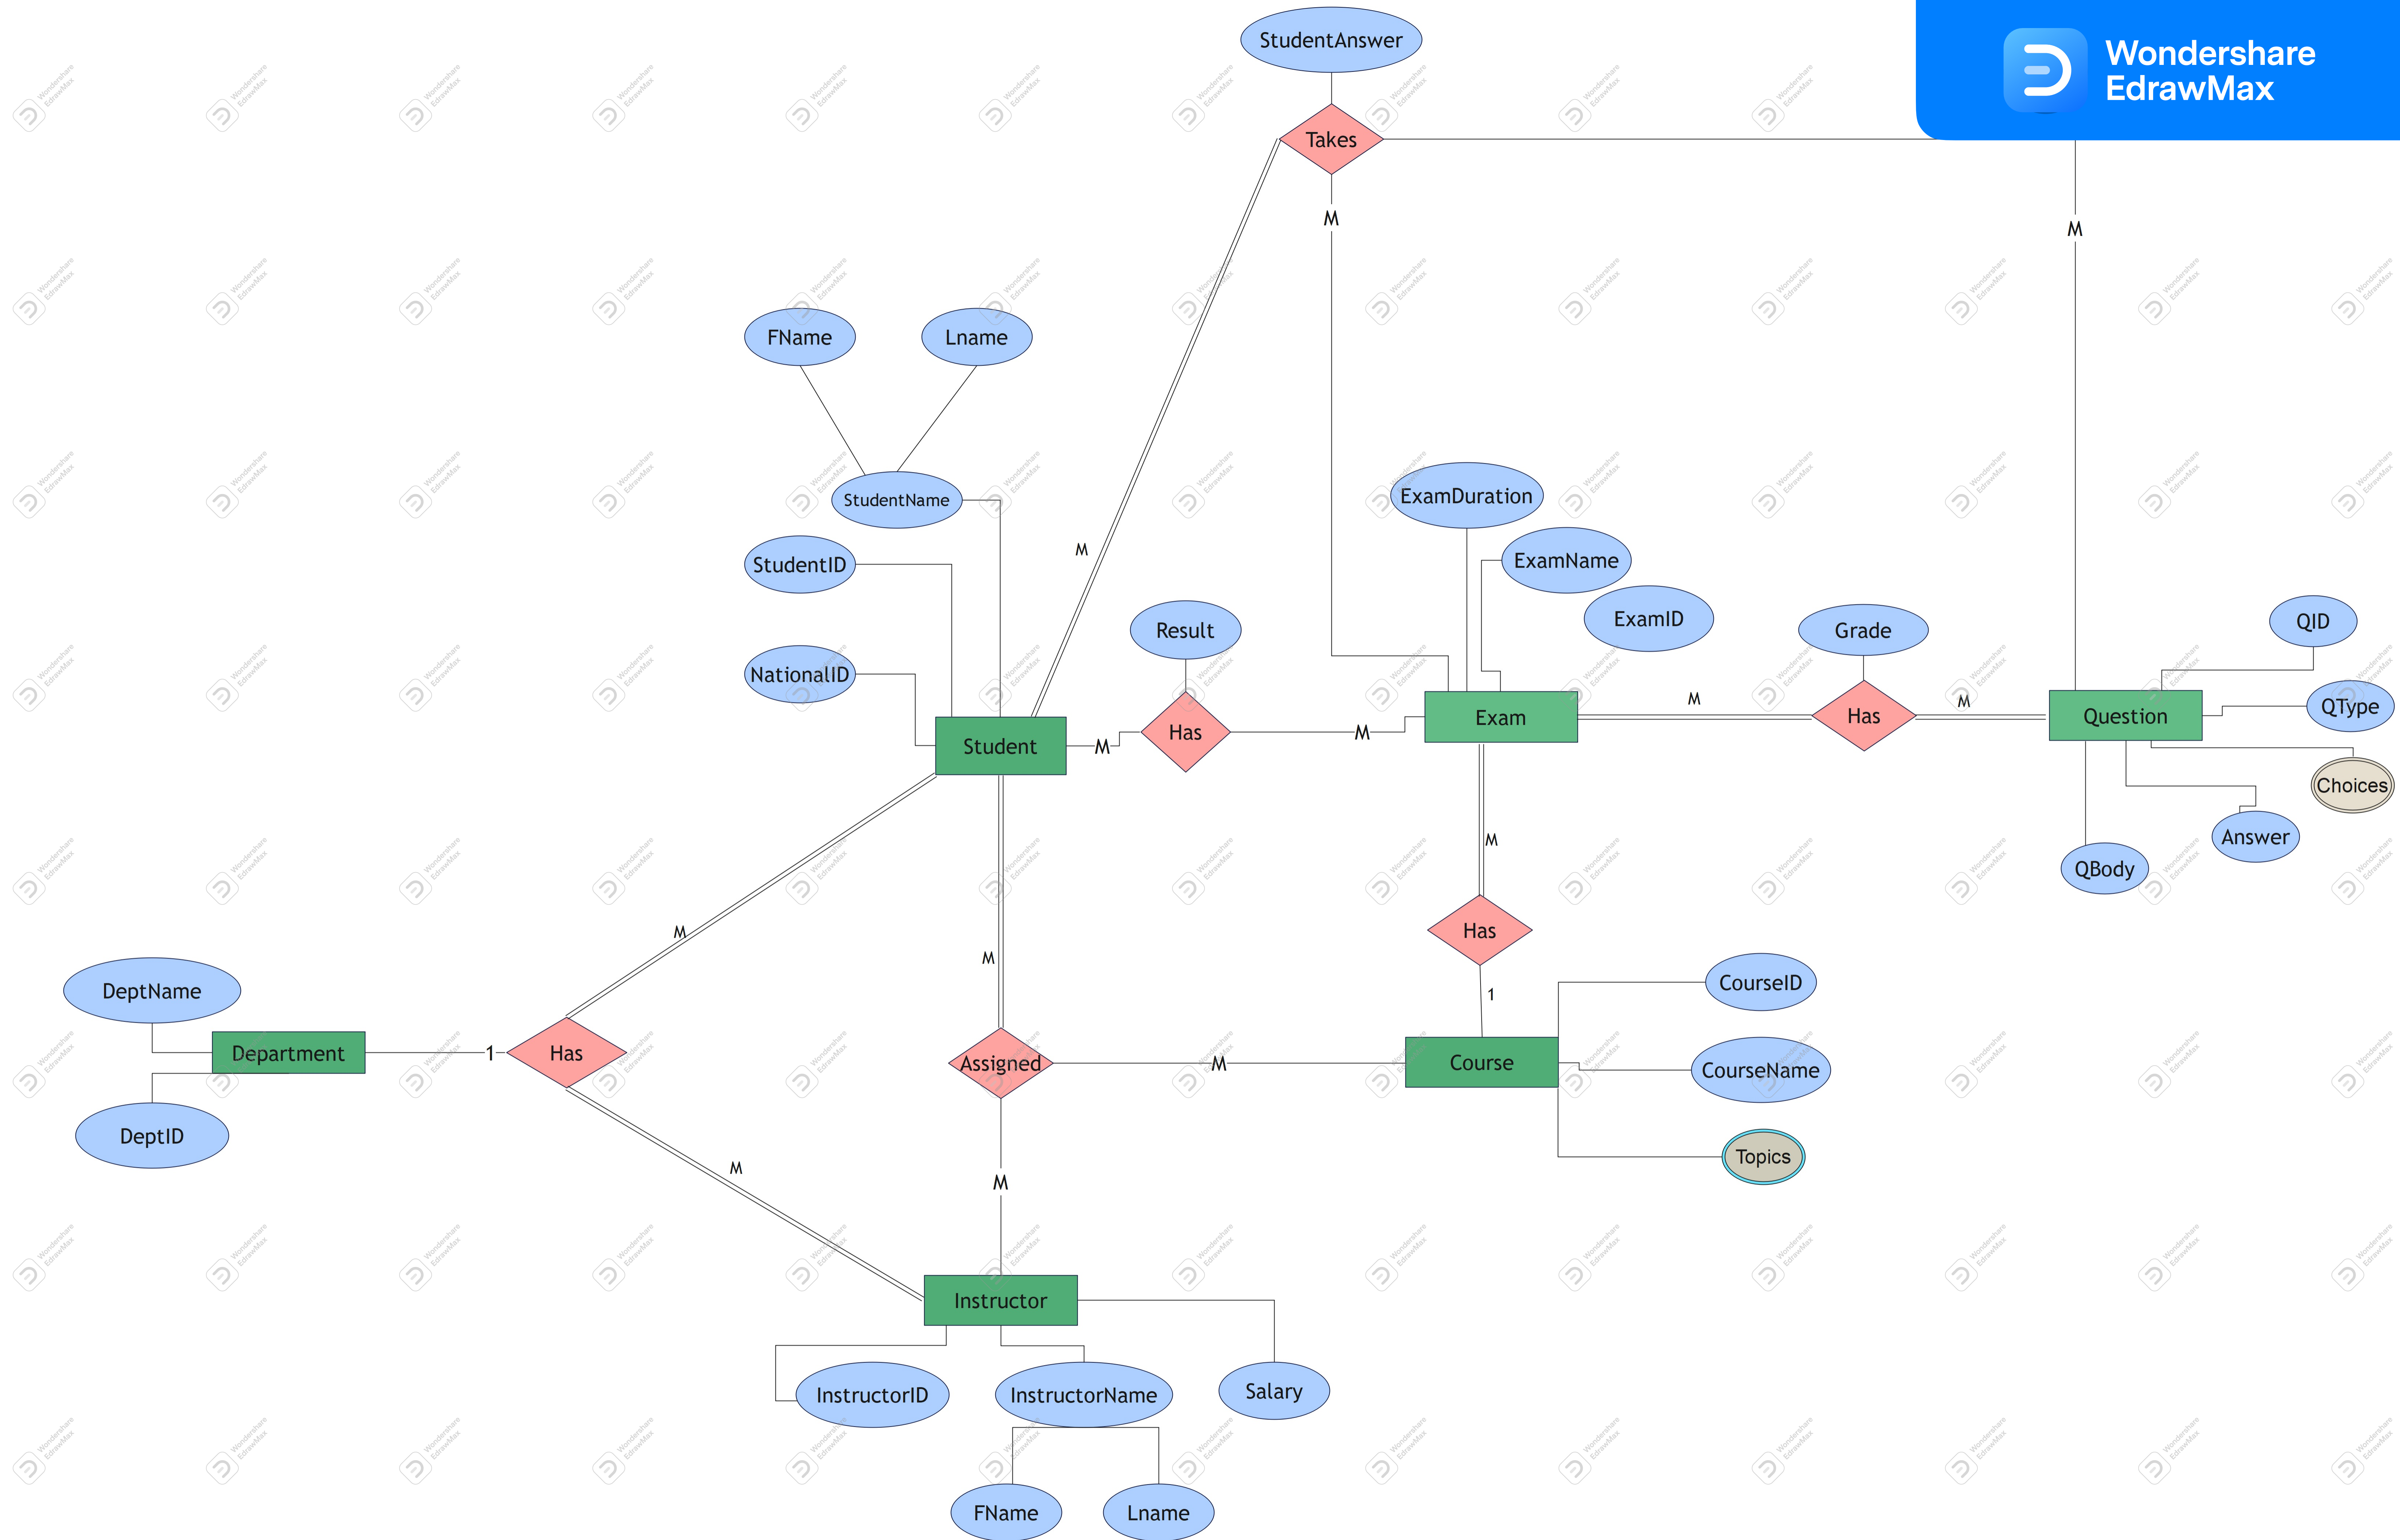 StudentAnswer
Wondershare
EdrawMax
Takes
M
M
FName
Lname
StudentName
ExamDuration
M
ExamName
StudentID
ExamID
Result
Grade
QID
NationalID
M
M
QType
Has
Exam
Has
Question
Student
M
Has
M
Choices
M
Answer
QBody
M
Has
M
DeptName
CourseID
1
Department
1
Has
Assigned
M
Course
CourseName
DeptID
Topics
M
M
Instructor
InstructorID
InstructorName
Salary
FName
Lname